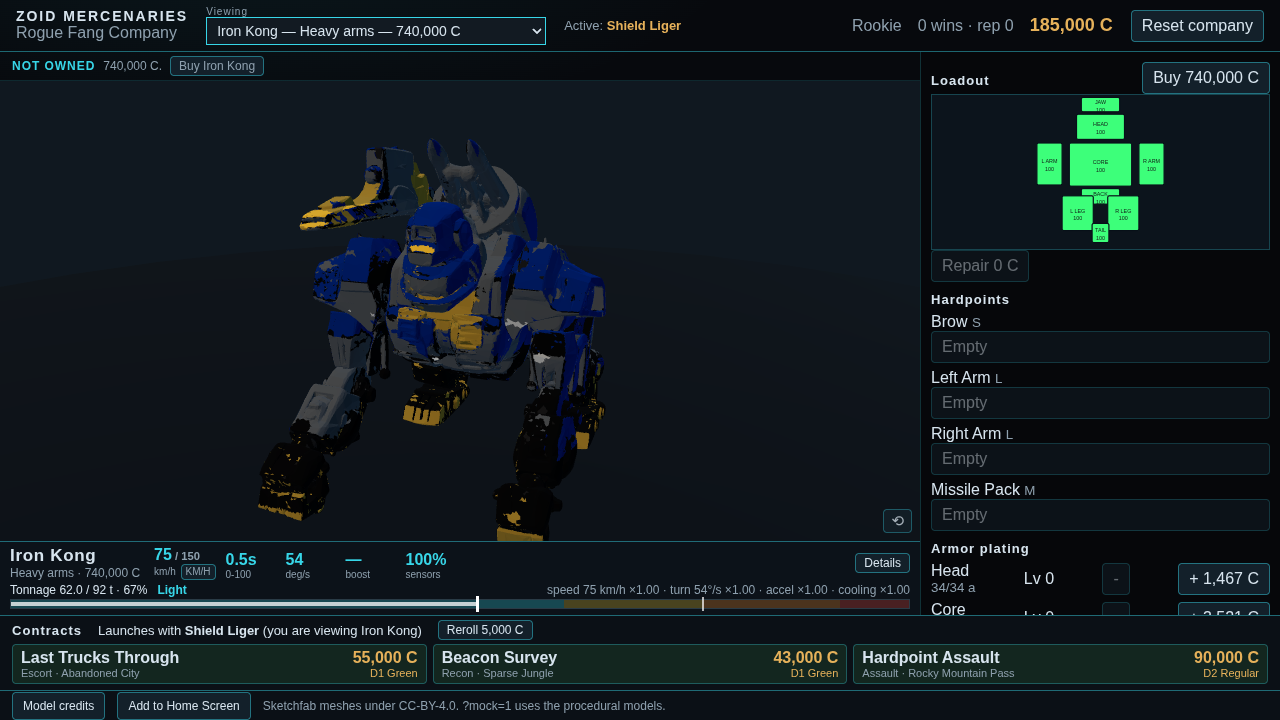 ZOID MERCENARIES
Rogue Fang Company
Viewing
Iron Kong — Heavy arms — 740,000 C
Active: Shield Liger
Rookie 0 wins · rep 0 185,000 C
Reset company
NOT OWNED 740,000 C. Buy Iron Kong
Loadout
Buy 740,000 C
JAW
100
HEAD
100
L ARM
100
CORE
100
R ARM
100
BACK
100
L LEG
100
R LEG
100
TAIL
100
Repair 0 C
Hardpoints
Brow S
Empty
Left Arm L
Empty
Right Arm L
Empty
Missile Pack M
Empty
Armor plating
Head
34/34 a
Lv 0
-
+ 1,467 C
Core
Lv 0
⟲
Iron Kong
Heavy arms · 740,000 C
75 / 150
km/h KM/H
0.5s
0-100
54
deg/s
—
boost
100%
sensors
Details
Tonnage 62.0 / 92 t · 67% Light
speed 75 km/h ×1.00 · turn 54°/s ×1.00 · accel ×1.00 · cooling ×1.00
Contracts Launches with Shield Liger (you are viewing Iron Kong) Reroll 5,000 C
Last Trucks Through 55,000 C
Escort · Abandoned City D1 Green
Beacon Survey 43,000 C
Recon · Sparse Jungle D1 Green
Hardpoint Assault 90,000 C
Assault · Rocky Mountain Pass D2 Regular
Model credits
Add to Home Screen
Sketchfab meshes under CC-BY-4.0. ?mock=1 uses the procedural models.